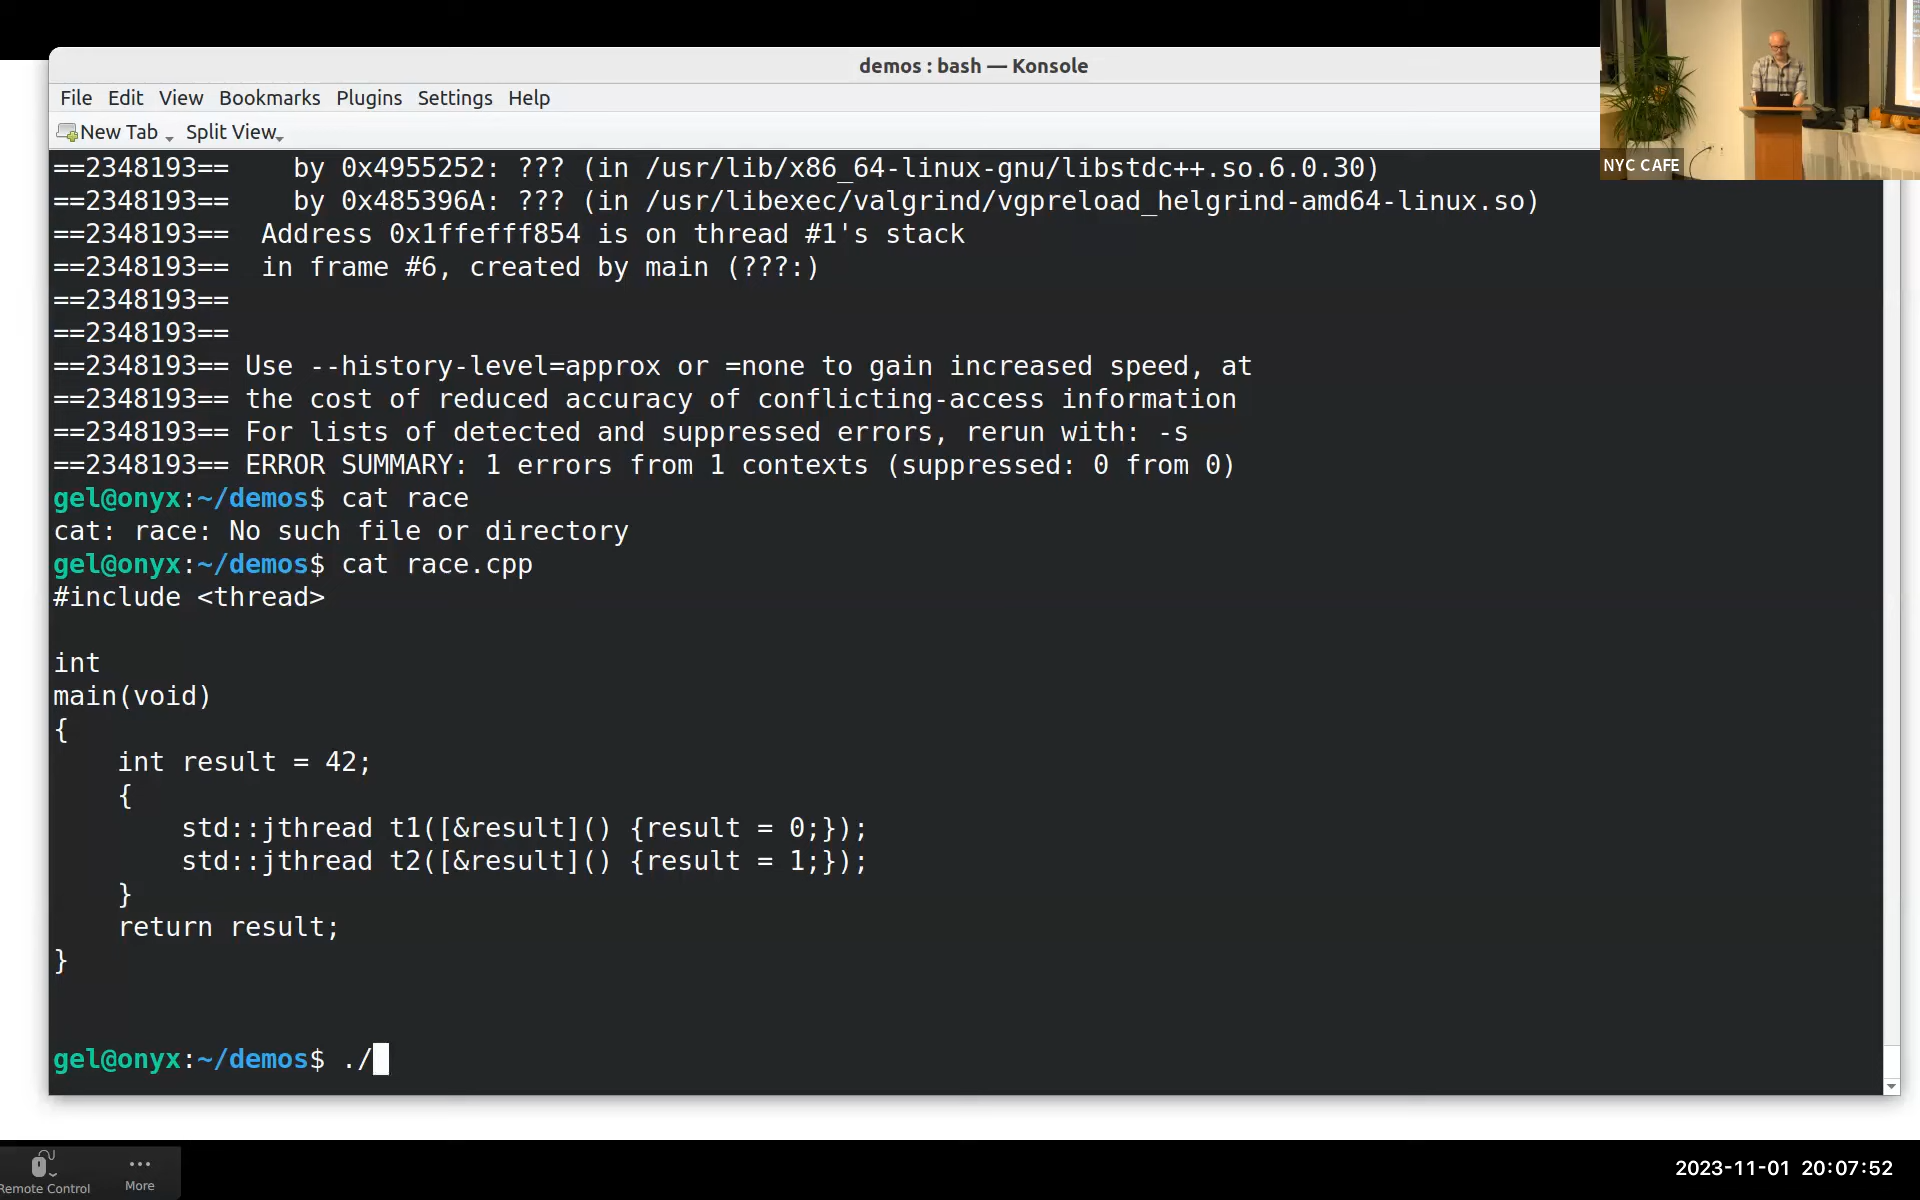 demos : bash — Konsole
File Edit View Bookmarks Plugins Settings Help
New Tab Split View
NYC CAFE
==2348193==    by 0x4955252: ??? (in /usr/lib/x86_64-linux-gnu/libstdc++.so.6.0.30)
==2348193==    by 0x485396A: ??? (in /usr/libexec/valgrind/vgpreload_helgrind-amd64-linux.so)
==2348193==  Address 0x1ffefff854 is on thread #1's stack
==2348193==  in frame #6, created by main (???:)
==2348193==
==2348193==
==2348193== Use --history-level=approx or =none to gain increased speed, at
==2348193== the cost of reduced accuracy of conflicting-access information
==2348193== For lists of detected and suppressed errors, rerun with: -s
==2348193== ERROR SUMMARY: 1 errors from 1 contexts (suppressed: 0 from 0)
gel@onyx:~/demos$ cat race
cat: race: No such file or directory
gel@onyx:~/demos$ cat race.cpp
#include <thread>
int
main(void)
{
    int result = 42;
    {
        std::jthread t1([&result]() {result = 0;});
        std::jthread t2([&result]() {result = 1;});
    }
    return result;
}
gel@onyx:~/demos$ ./
Remote Control
More
2023-11-01 20:07:52